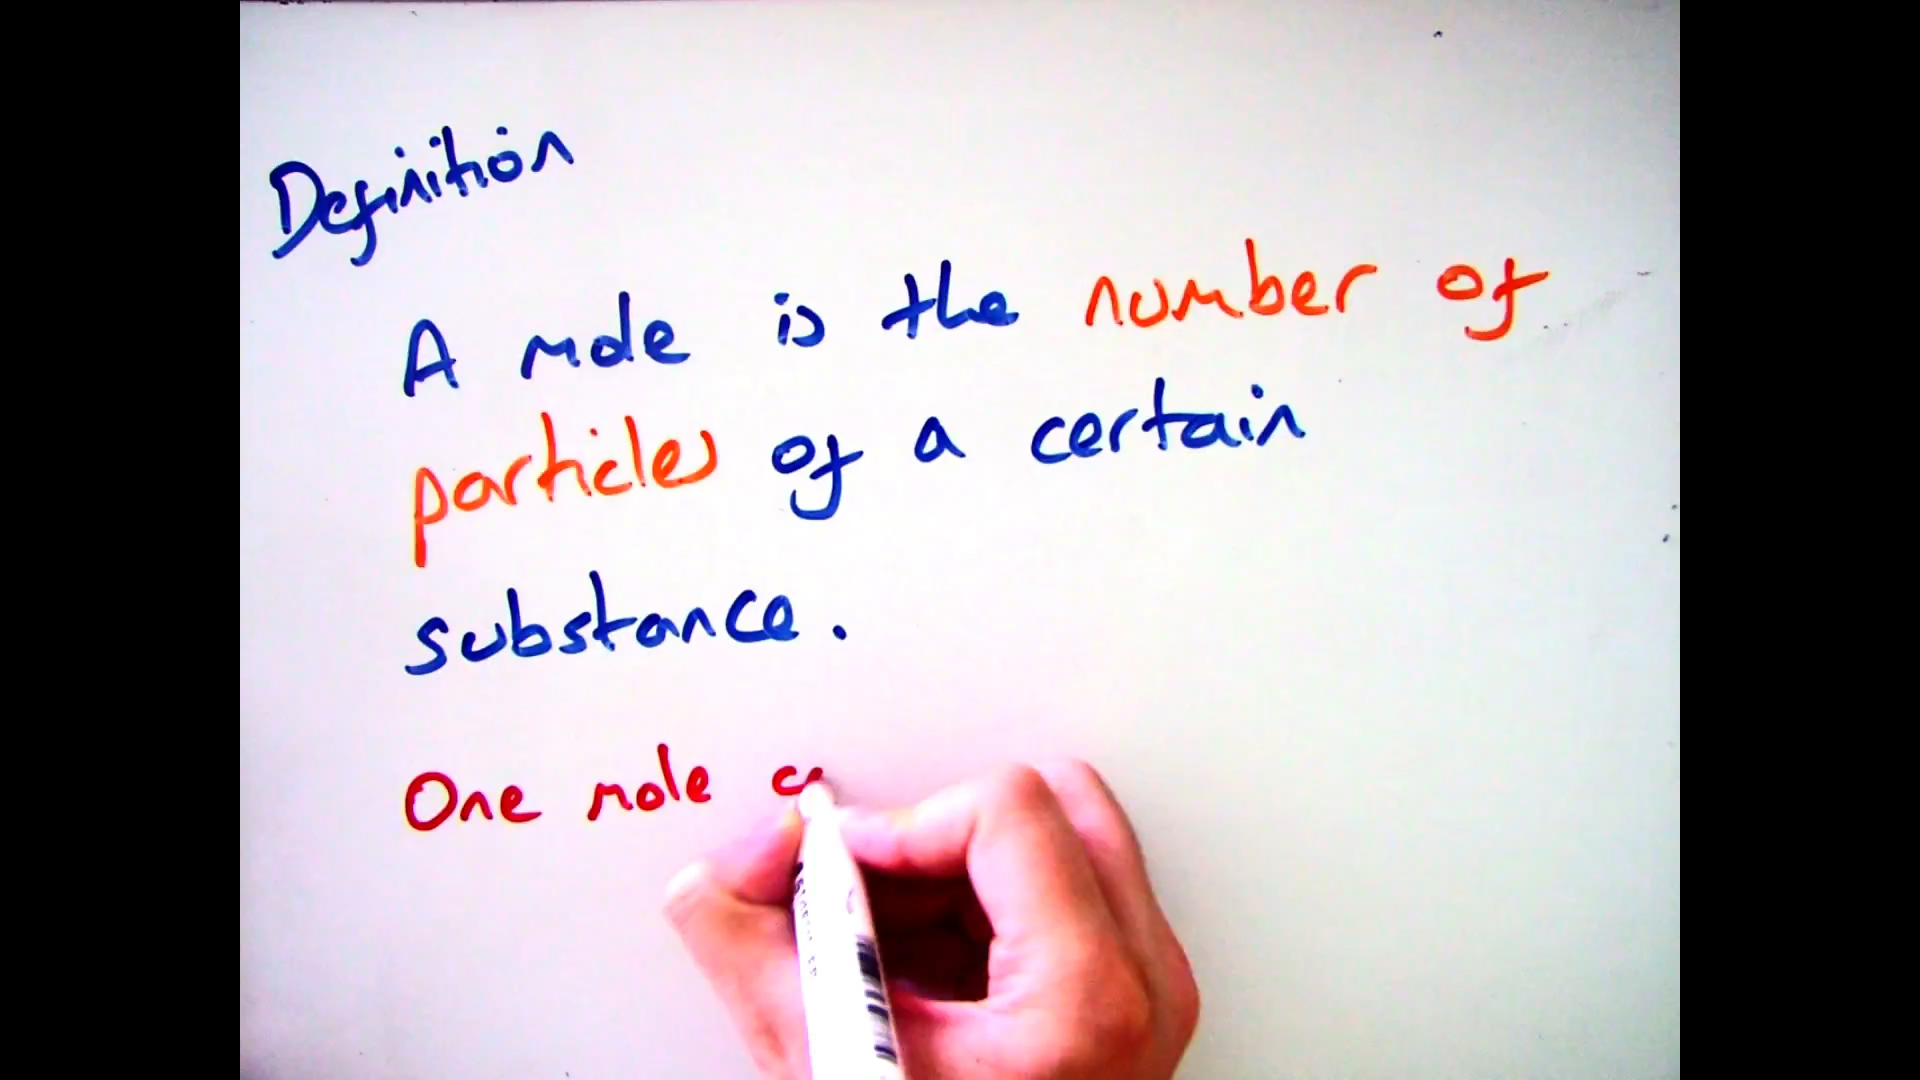 Definition
A mole is the number of
particles of a certain
substance.
One mole